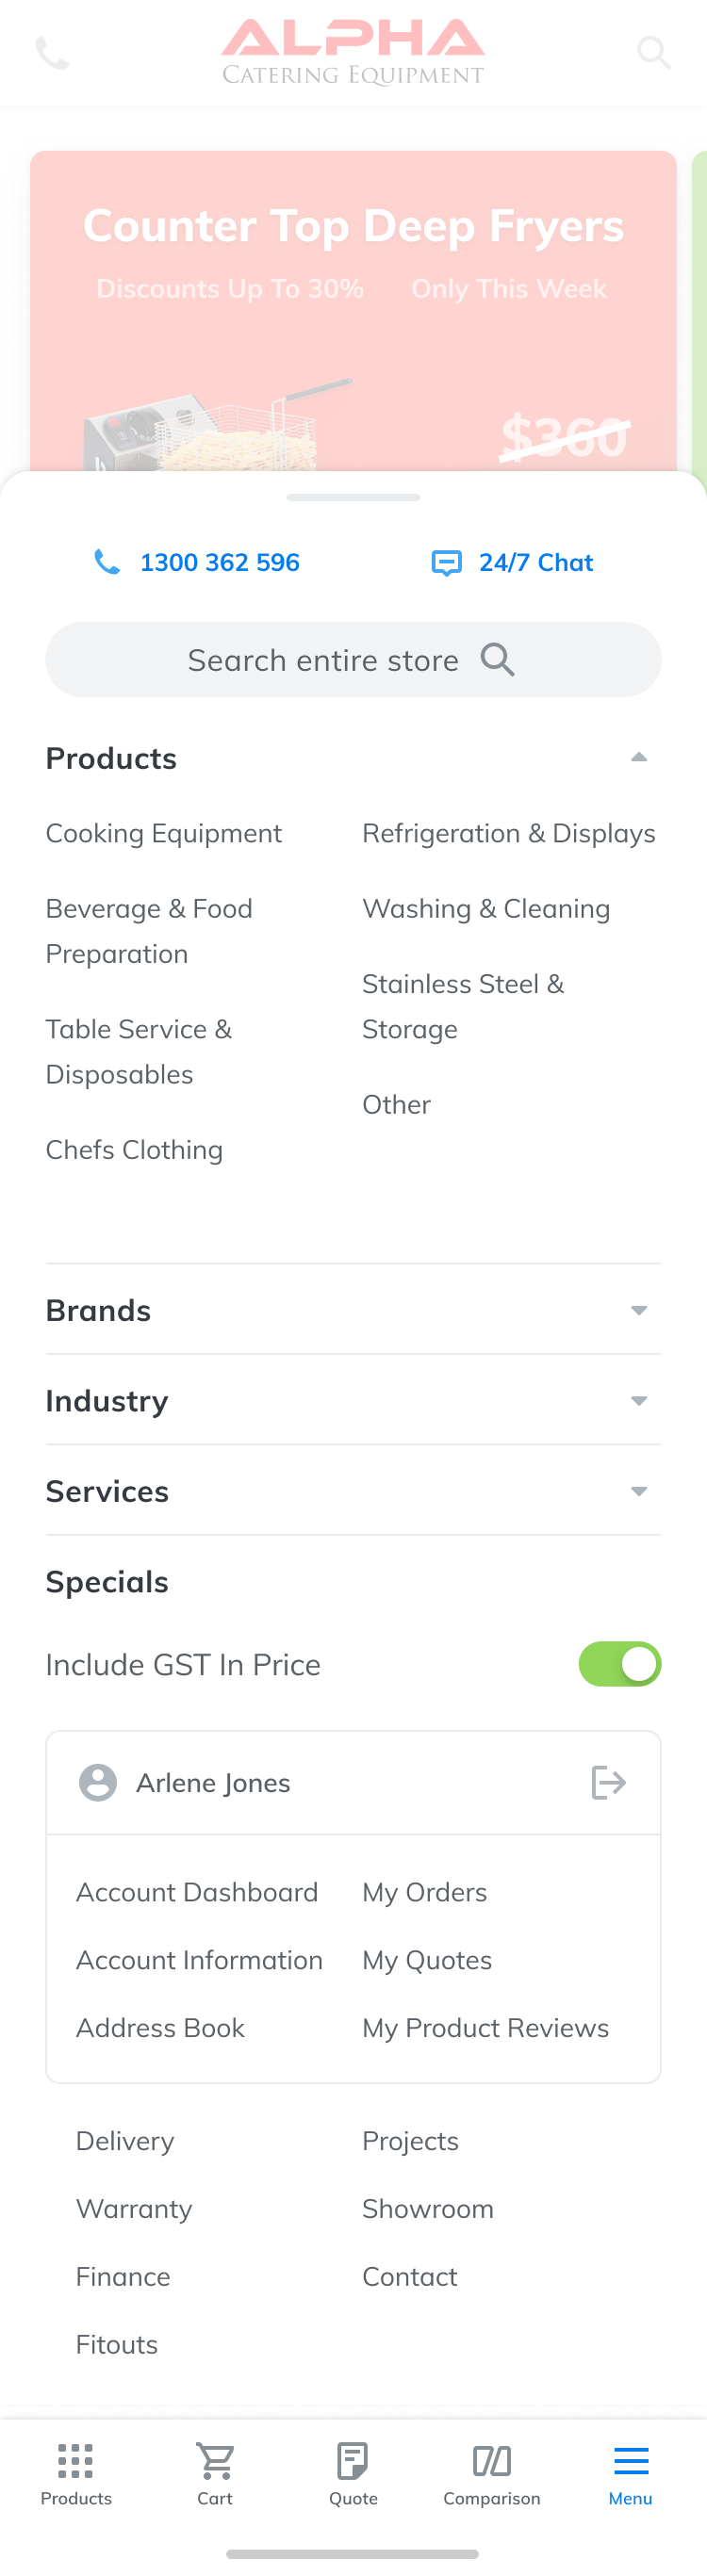 ALPHA
CATERING EQUIPMENT
Counter Top Deep Fryers
Discounts Up To 30% Only This Week
$360
1300 362 596
24/7 Chat
Search entire store
Products
Cooking Equipment
Beverage & Food
Preparation
Table Service &
Disposables
Chefs Clothing
Refrigeration & Displays
Washing & Cleaning
Stainless Steel &
Storage
Other
Brands
Industry
Services
Specials
Include GST In Price
Arlene Jones
Account Dashboard
Account Information
Address Book
My Orders
My Quotes
My Product Reviews
Delivery
Warranty
Finance
Fitouts
Projects
Showroom
Contact
Products
Cart
Quote
Comparison
Menu